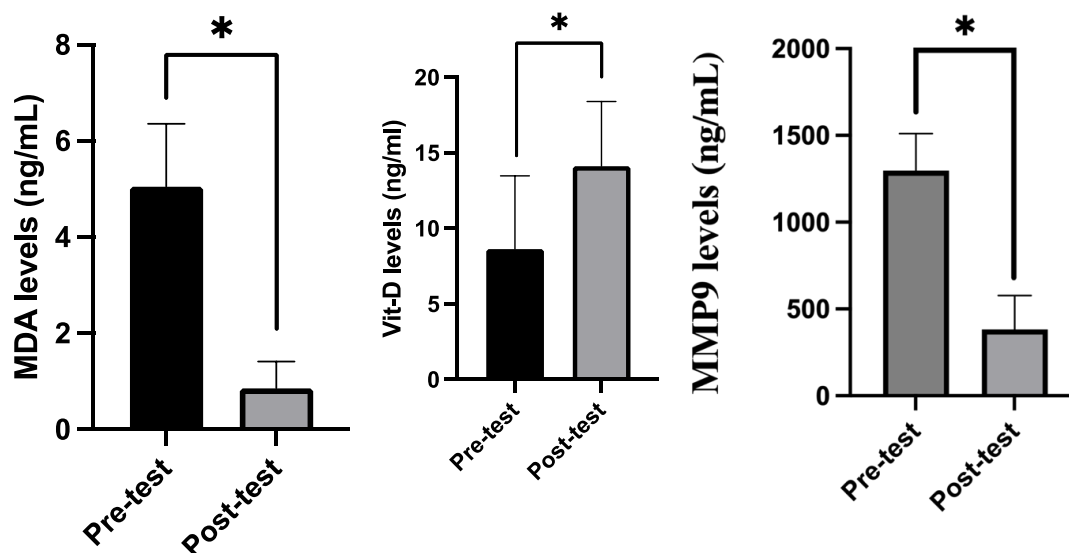 MDA levels (ng/mL)
8
6
4
2
0
*
Pre-test
Post-test
Vit-D levels (ng/ml)
20
15
10
5
0
*
Pre-test
Post-test
MMP9 levels (ng/mL)
2000
1500
1000
500
0
*
Pre-test
Post-test